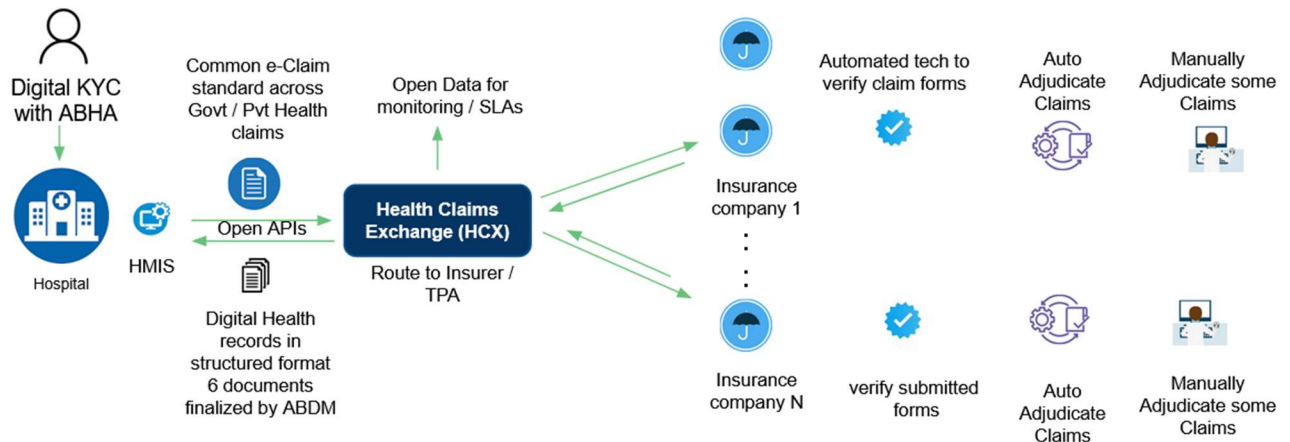 Digital KYC
with ABHA
Hospital
HMIS
Common e-Claim
standard across
Govt / Pvt Health
claims
Open APIs
Digital Health
records in
structured format
6 documents
finalized by ABDM
Open Data for
monitoring / SLAs
Health Claims
Exchange (HCX)
Route to Insurer /
TPA
Insurance
company 1
Automated tech to
verify claim forms
Auto
Adjudicate
Claims
Manually
Adjudicate some
Claims
Insurance
company N
verify submitted
forms
Auto
Adjudicate
Claims
Manually
Adjudicate some
Claims